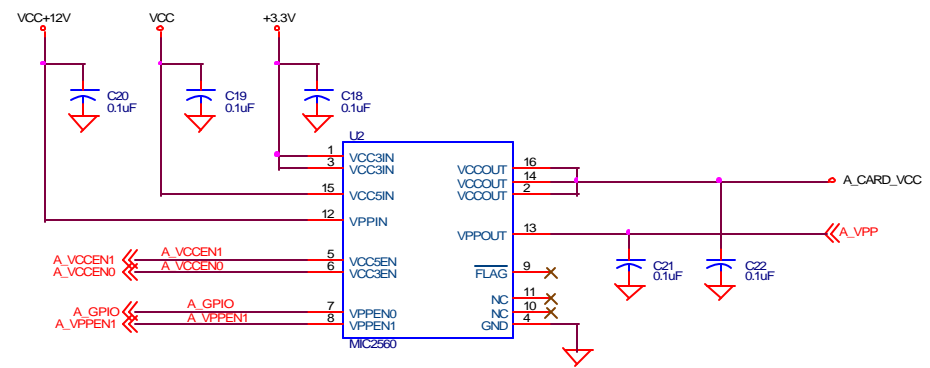 VCC+12V VCC +3.3V
C20 0.1uF
C19 0.1uF
C18 0.1uF
U2
1 VCC3IN
3 VCC3IN
15 VCC5IN
12 VPPIN
A_VCCEN1 A_VCCEN1 5 VCC5EN
A_VCCEN0 A_VCCEN0 6 VCC3EN
A_GPIO A_GPIO 7 VPPEN0
A_VPPEN1 A_VPPEN1 8 VPPEN1
VCCOUT 16
VCCOUT 14 A_CARD_VCC
VCCOUT 2
VPPOUT 13 A_VPP
FLAG 9
NC 11
NC 10
GND 4
C21 0.1uF
C22 0.1uF
MIC2560